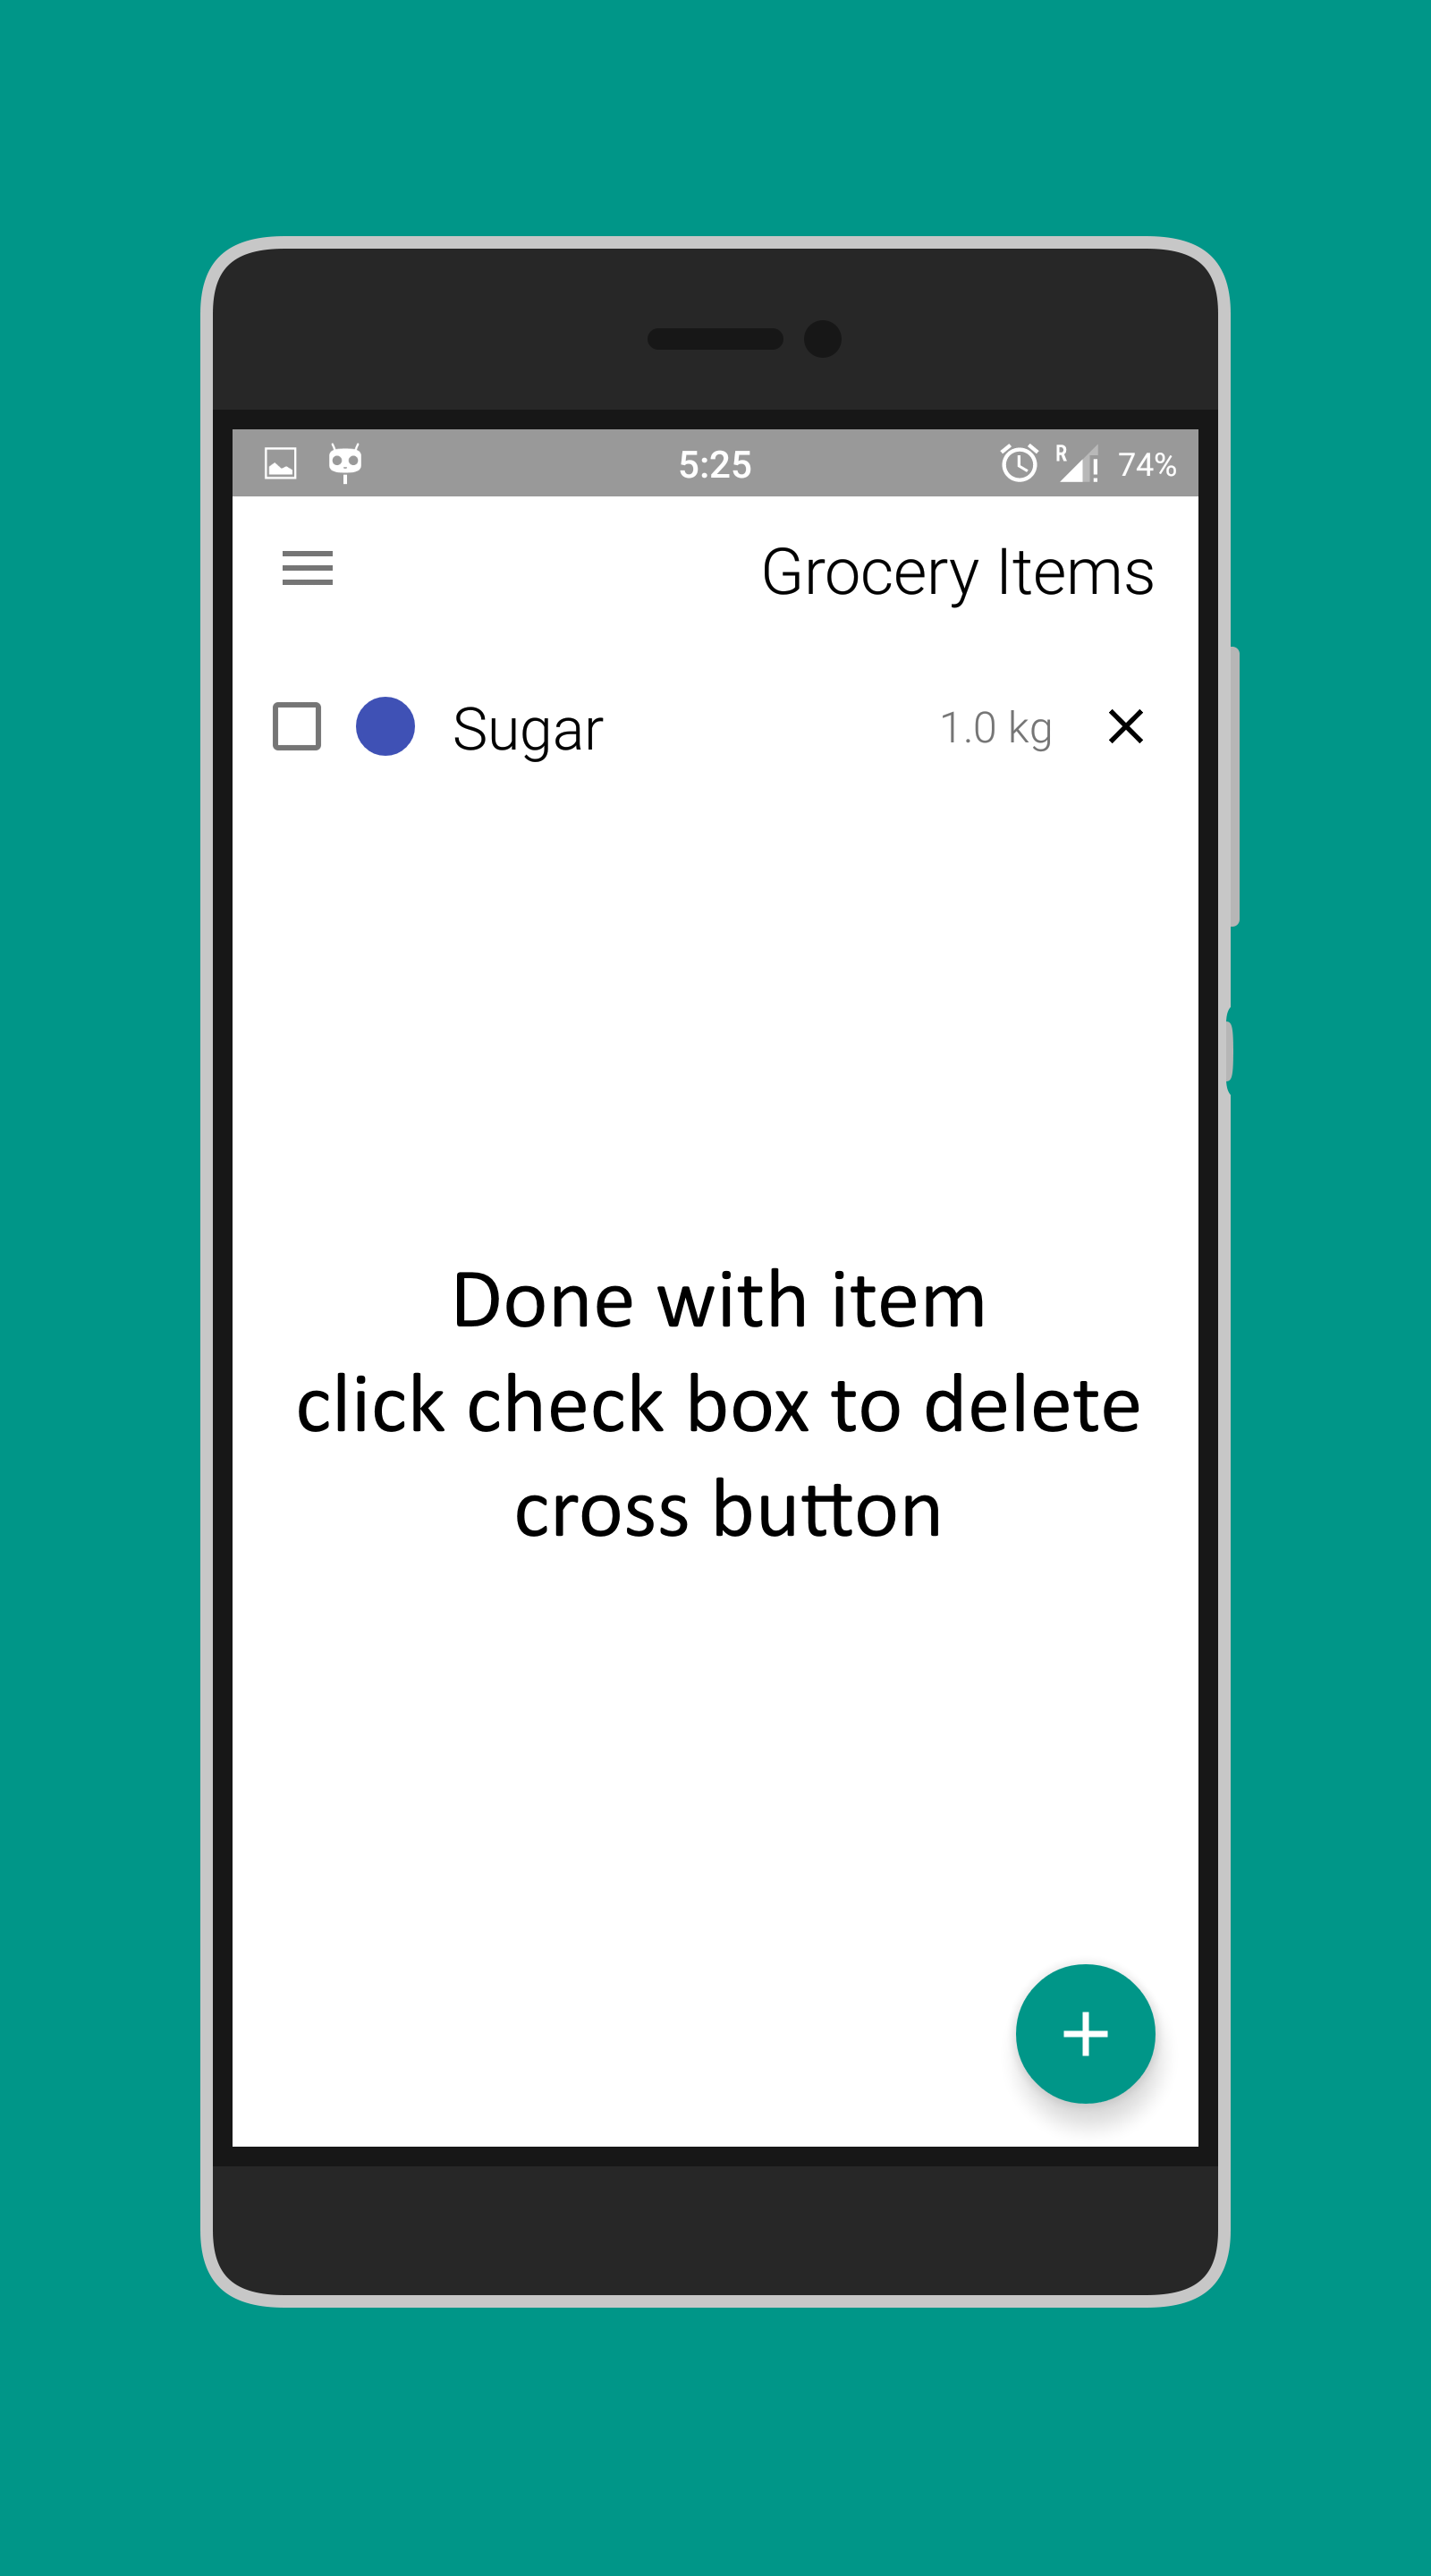 5:25
R
74%
Grocery Items
Sugar
1.0 kg
Done with item
click check box to delete
cross button